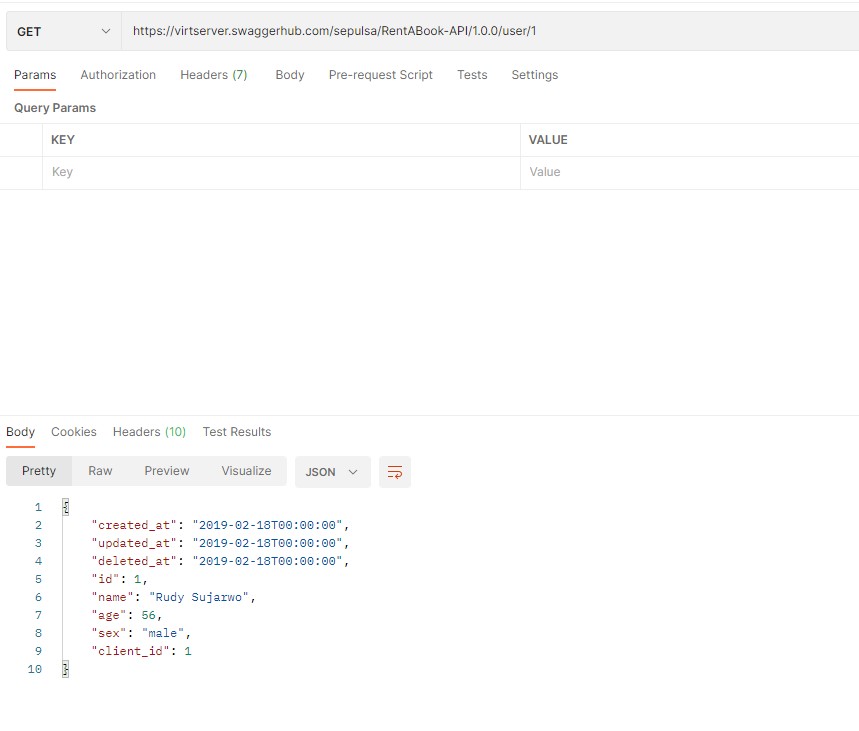 GET https://virtserver.swaggerhub.com/sepulsa/RentABook-API/1.0.0/user/1
Params Authorization Headers (7) Body Pre-request Script Tests Settings
Query Params
KEY VALUE
Key Value
Body Cookies Headers (10) Test Results
Pretty Raw Preview Visualize JSON
1 {
2 "created_at": "2019-02-18T00:00:00",
3 "updated_at": "2019-02-18T00:00:00",
4 "deleted_at": "2019-02-18T00:00:00",
5 "id": 1,
6 "name": "Rudy Sujarwo",
7 "age": 56,
8 "sex": "male",
9 "client_id": 1
10 }